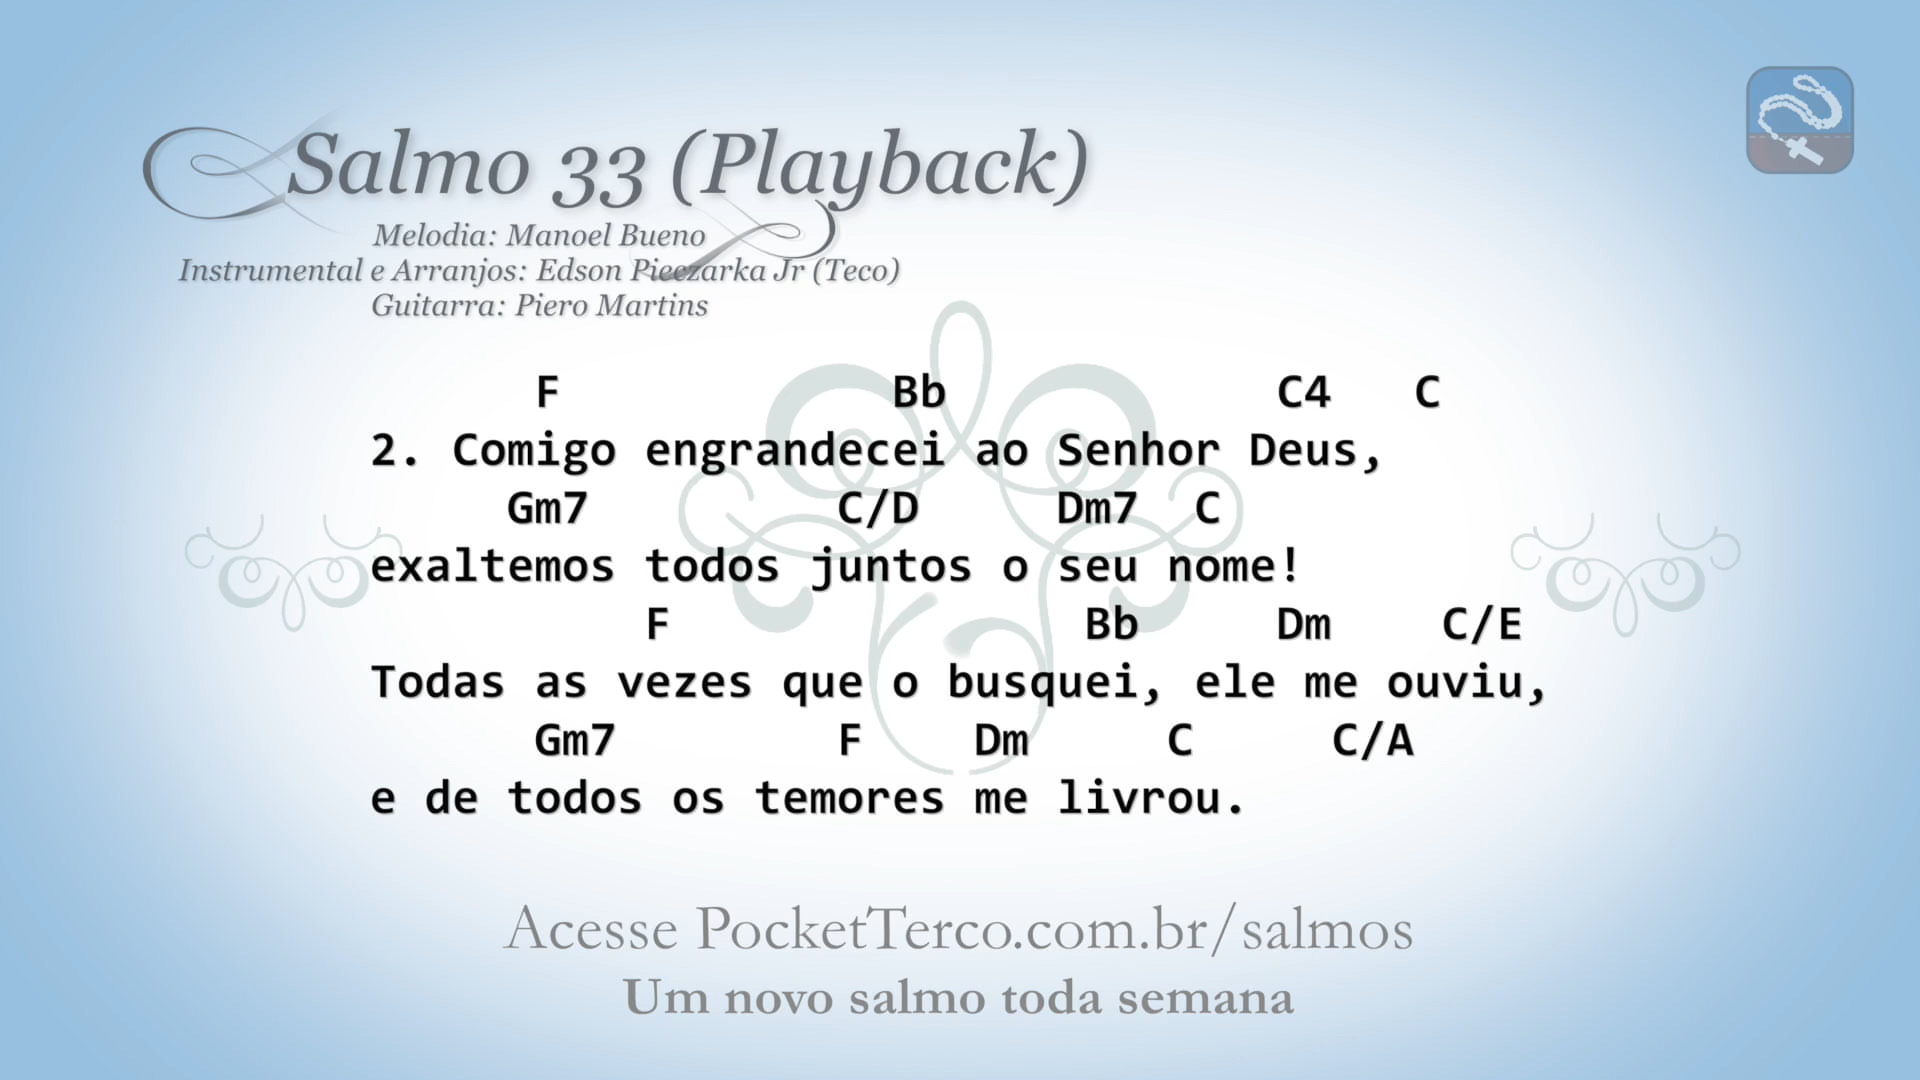 Salmo 33 (Playback)
Melodia: Manoel Bueno
Instrumental e Arranjos: Edson Pieczarka Jr (Teco)
Guitarra: Piero Martins
F Bb C4 C
2. Comigo engrandecei ao Senhor Deus,
Gm7 C/D Dm7 C
exaltemos todos juntos o seu nome!
F Bb Dm C/E
Todas as vezes que o busquei, ele me ouviu,
Gm7 F Dm C C/A
e de todos os temores me livrou.
Acesse PocketTerco.com.br/salmos
Um novo salmo toda semana